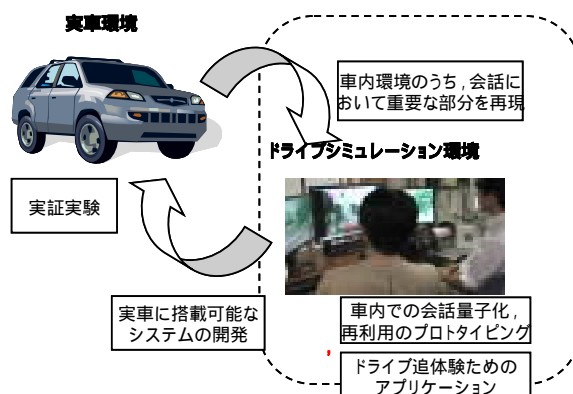 実車環境
車内環境のうち，会話に
おいて重要な部分を再現
ドライブシミュレーション環境
実証実験
実車に搭載可能な
システムの開発
車内での会話量子化，
再利用のプロトタイピング
，
ドライブ追体験ための
アプリケーション